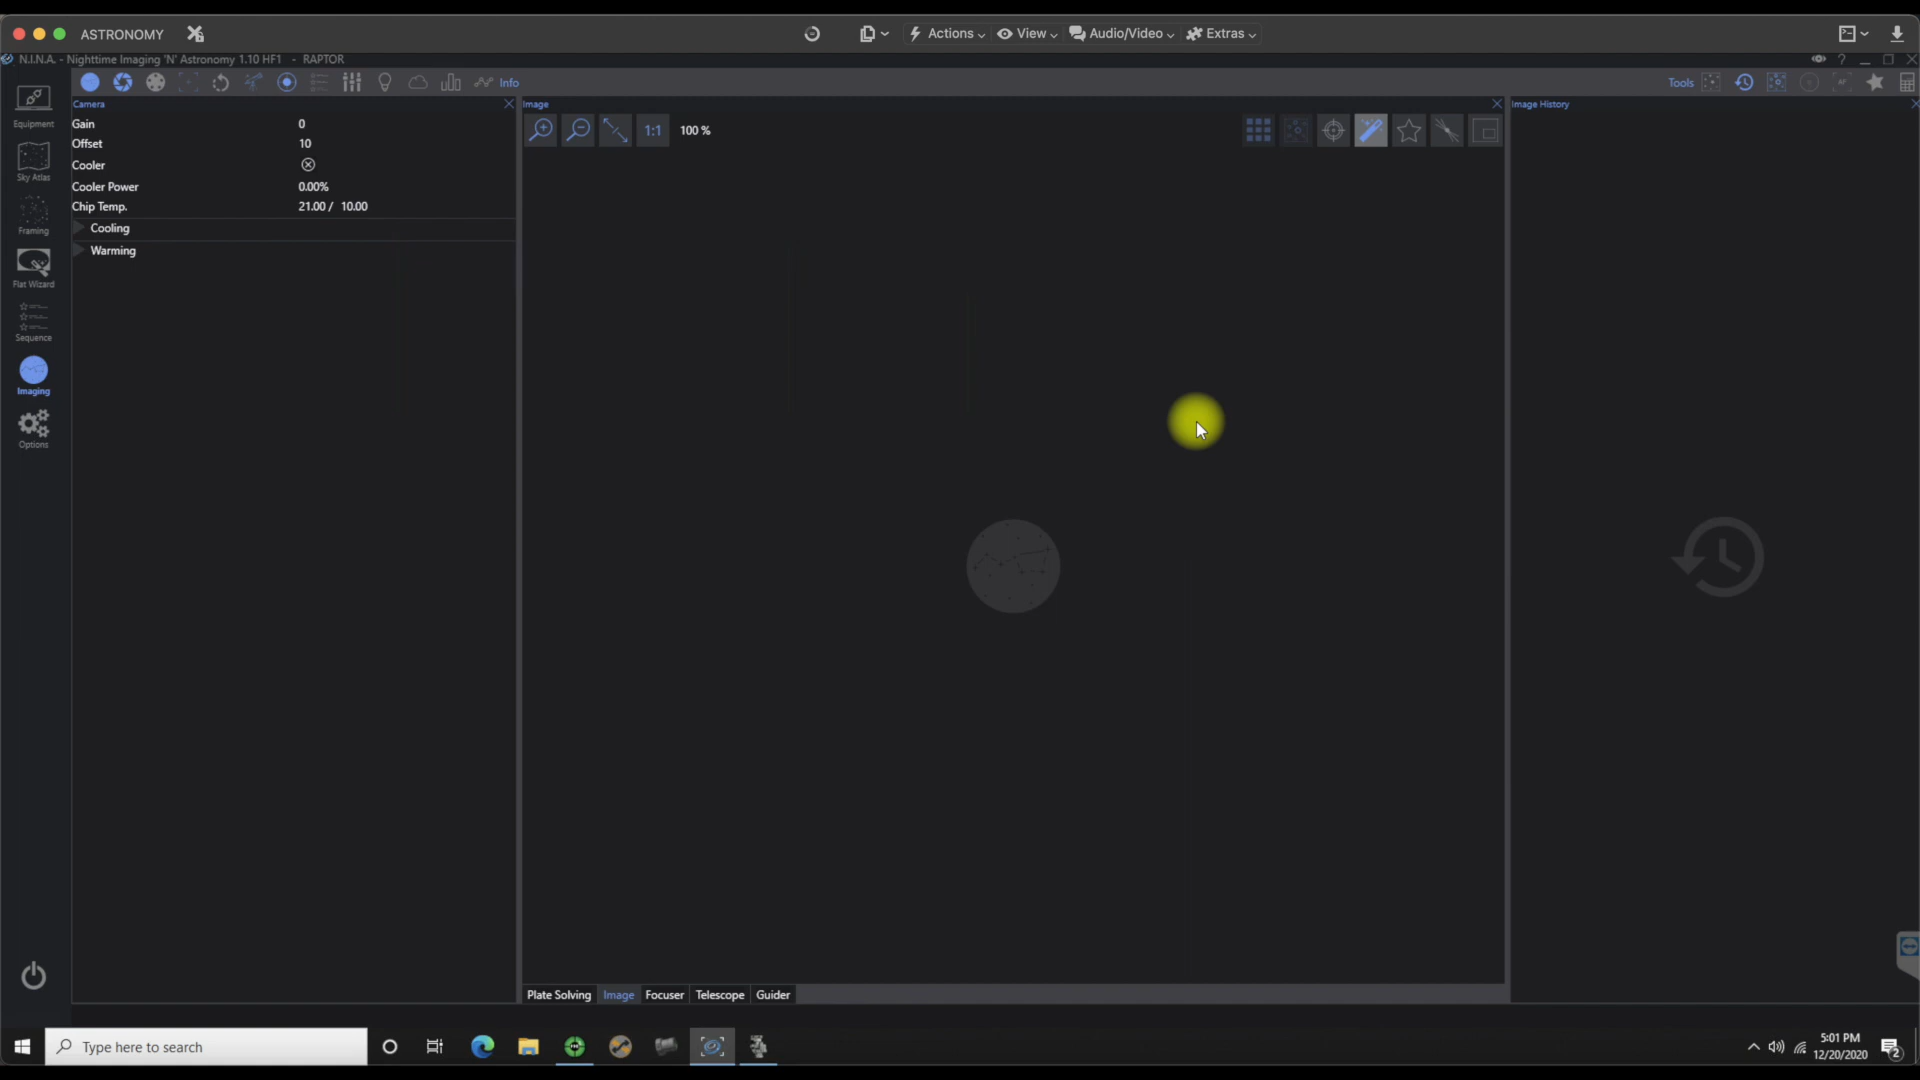 ASTRONOMY
Actions
View
Audio/Video
Extras
N.I.N.A. - Nighttime Imaging 'N' Astronomy 1.10 HF1 - RAPTOR
Info
Tools
Equipment
Sky Atlas
Framing
Flat Wizard
Sequence
Imaging
Options
Camera
Gain 0
Offset 10
Cooler
Cooler Power 0.00%
Chip Temp. 21.00 / 10.00
Cooling
Warming
Image
1:1 100 %
Image History
Plate Solving Image Focuser Telescope Guider
Type here to search
5:01 PM
12/20/2020
2